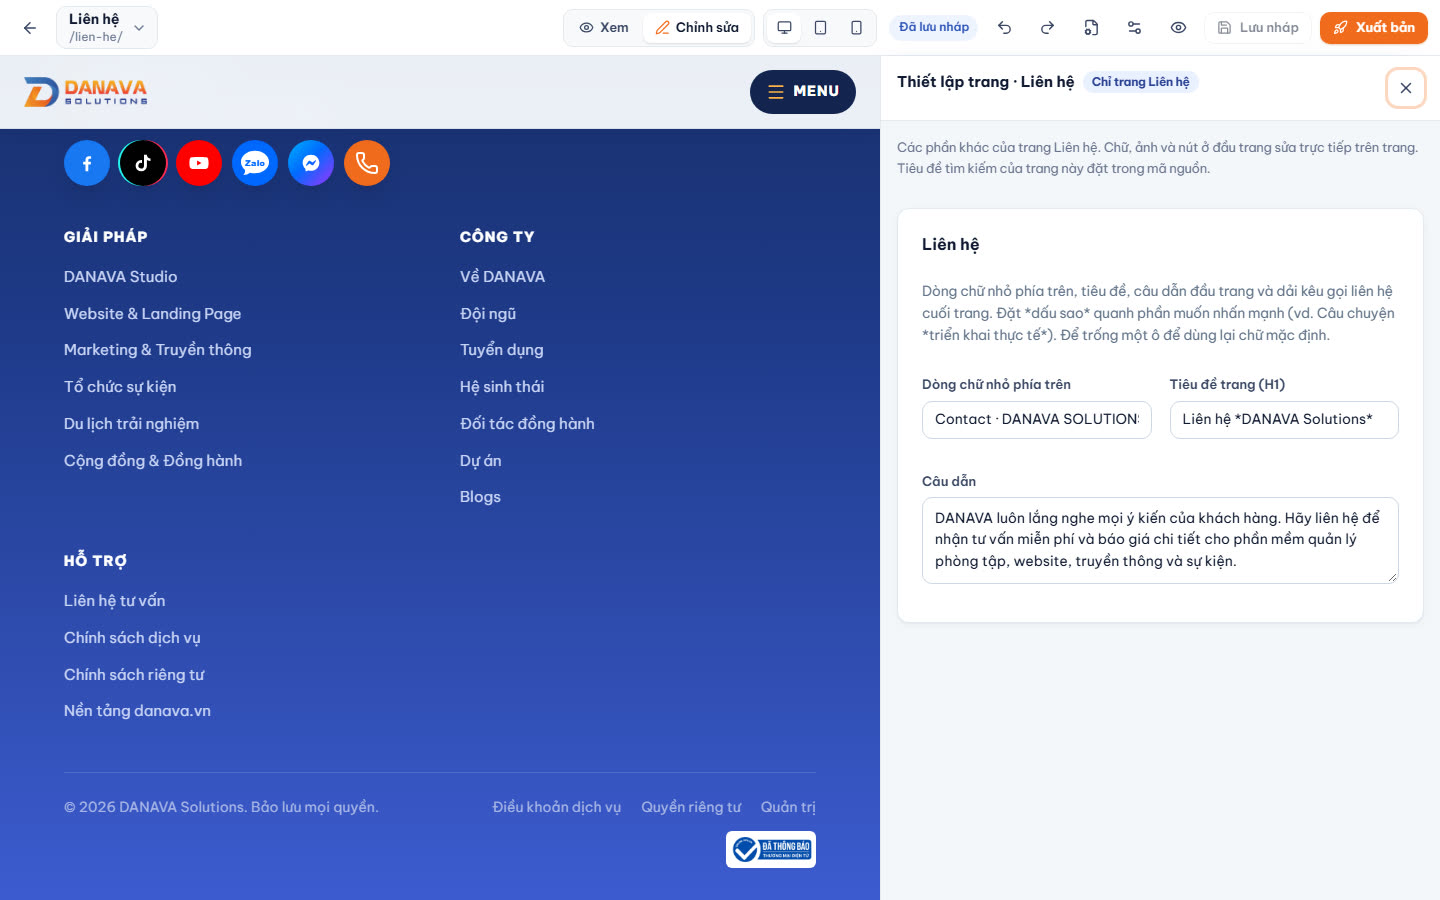 Liên hệ
/lien-he/
Xem
Chỉnh sửa
Đã lưu nháp
Lưu nháp
Xuất bản
DANAVA
SOLUTIONS
MENU
Zalo
GIẢI PHÁP
DANAVA Studio
Website & Landing Page
Marketing & Truyền thông
Tổ chức sự kiện
Du lịch trải nghiệm
Cộng đồng & Đồng hành
CÔNG TY
Về DANAVA
Đội ngũ
Tuyển dụng
Hệ sinh thái
Đối tác đồng hành
Dự án
Blogs
HỖ TRỢ
Liên hệ tư vấn
Chính sách dịch vụ
Chính sách riêng tư
Nền tảng danava.vn
© 2026 DANAVA Solutions. Bảo lưu mọi quyền.
Điều khoản dịch vụ
Quyền riêng tư
Quản trị
ĐÃ THÔNG BÁO
THƯƠNG MẠI ĐIỆN TỬ
Thiết lập trang · Liên hệ
Chỉ trang Liên hệ
Các phần khác của trang Liên hệ. Chữ, ảnh và nút ở đầu trang sửa trực tiếp trên trang.
Tiêu đề tìm kiếm của trang này đặt trong mã nguồn.
Liên hệ
Dòng chữ nhỏ phía trên, tiêu đề, câu dẫn đầu trang và dải kêu gọi liên hệ
cuối trang. Đặt *dấu sao* quanh phần muốn nhấn mạnh (vd. Câu chuyện
*triển khai thực tế*). Để trống một ô để dùng lại chữ mặc định.
Dòng chữ nhỏ phía trên
Contact · DANAVA SOLUTIONS
Tiêu đề trang (H1)
Liên hệ *DANAVA Solutions*
Câu dẫn
DANAVA luôn lắng nghe mọi ý kiến của khách hàng. Hãy liên hệ để
nhận tư vấn miễn phí và báo giá chi tiết cho phần mềm quản lý
phòng tập, website, truyền thông và sự kiện.